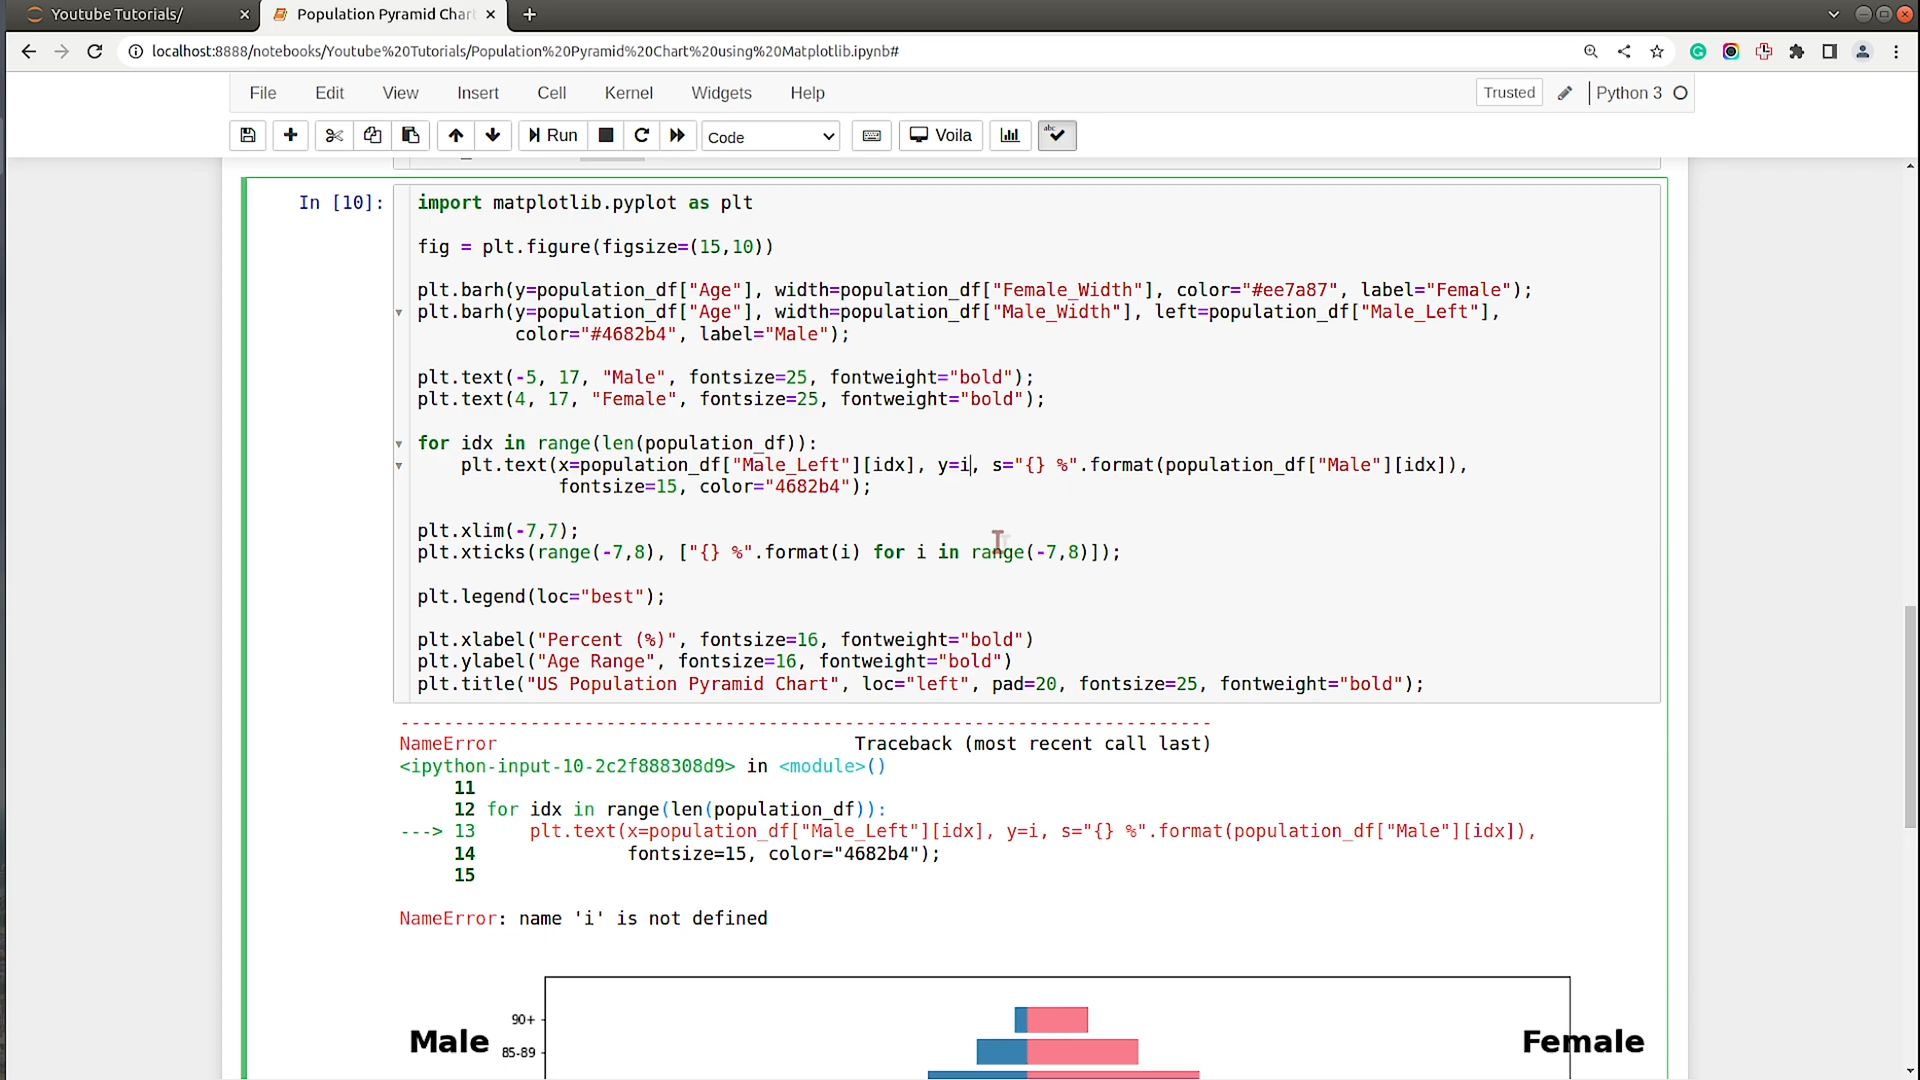 Youtube Tutorials/
Population Pyramid Chart
localhost:8888/notebooks/Youtube%20Tutorials/Population%20Pyramid%20Chart%20using%20Matplotlib.ipynb#
File Edit View Insert Cell Kernel Widgets Help
Trusted Python 3
Run Code Voila abc
In [10]:
import matplotlib.pyplot as plt
fig = plt.figure(figsize=(15,10))
plt.barh(y=population_df["Age"], width=population_df["Female_Width"], color="#ee7a87", label="Female");
plt.barh(y=population_df["Age"], width=population_df["Male_Width"], left=population_df["Male_Left"],
color="#4682b4", label="Male");
plt.text(-5, 17, "Male", fontsize=25, fontweight="bold");
plt.text(4, 17, "Female", fontsize=25, fontweight="bold");
for idx in range(len(population_df)):
plt.text(x=population_df["Male_Left"][idx], y=i, s="{} %".format(population_df["Male"][idx]),
fontsize=15, color="4682b4");
plt.xlim(-7,7);
plt.xticks(range(-7,8), ["{} %".format(i) for i in range(-7,8)]);
plt.legend(loc="best");
plt.xlabel("Percent (%)", fontsize=16, fontweight="bold")
plt.ylabel("Age Range", fontsize=16, fontweight="bold")
plt.title("US Population Pyramid Chart", loc="left", pad=20, fontsize=25, fontweight="bold");
---------------------------------------------------------------------------
NameError Traceback (most recent call last)
<ipython-input-10-2c2f888308d9> in <module>()
11
12 for idx in range(len(population_df)):
---> 13 plt.text(x=population_df["Male_Left"][idx], y=i, s="{} %".format(population_df["Male"][idx]),
14 fontsize=15, color="4682b4");
15
NameError: name 'i' is not defined
90+
Male
Female
85-89